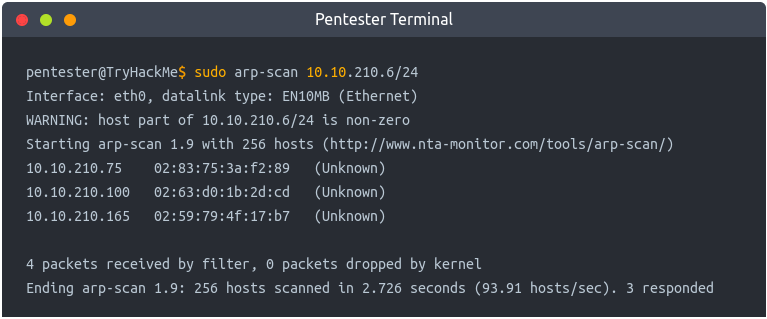 Pentester Terminal
pentester@TryHackMe$ sudo arp-scan 10.10.210.6/24
Interface: eth0, datalink type: EN10MB (Ethernet)
WARNING: host part of 10.10.210.6/24 is non-zero
Starting arp-scan 1.9 with 256 hosts (http://www.nta-monitor.com/tools/arp-scan/)
10.10.210.75    02:83:75:3a:f2:89   (Unknown)
10.10.210.100   02:63:d0:1b:2d:cd   (Unknown)
10.10.210.165   02:59:79:4f:17:b7   (Unknown)
4 packets received by filter, 0 packets dropped by kernel
Ending arp-scan 1.9: 256 hosts scanned in 2.726 seconds (93.91 hosts/sec). 3 responded